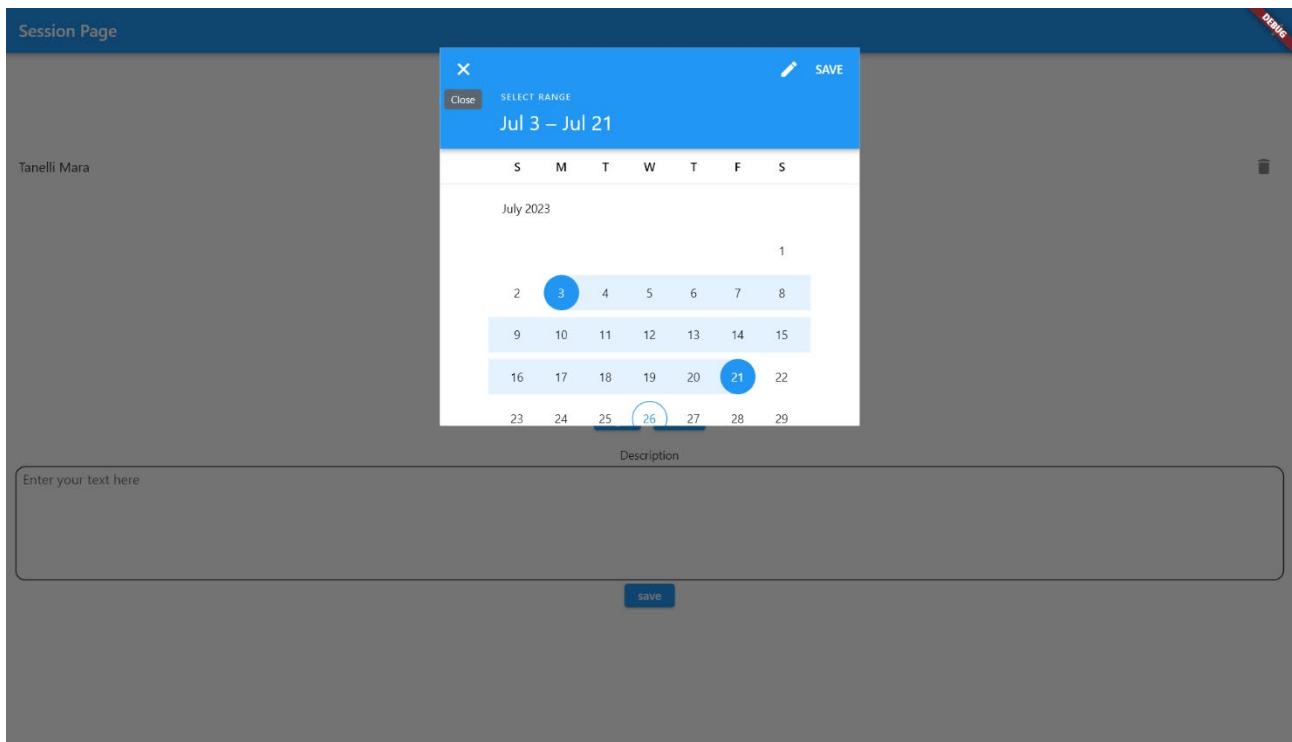 Session Page
DEBUG
SAVE
Close
SELECT RANGE
Jul 3 – Jul 21
Tanelli Mara
S M T W T F S
July 2023
1
2 3 4 5 6 7 8
9 10 11 12 13 14 15
16 17 18 19 20 21 22
23 24 25 26 27 28 29
Description
Enter your text here
save